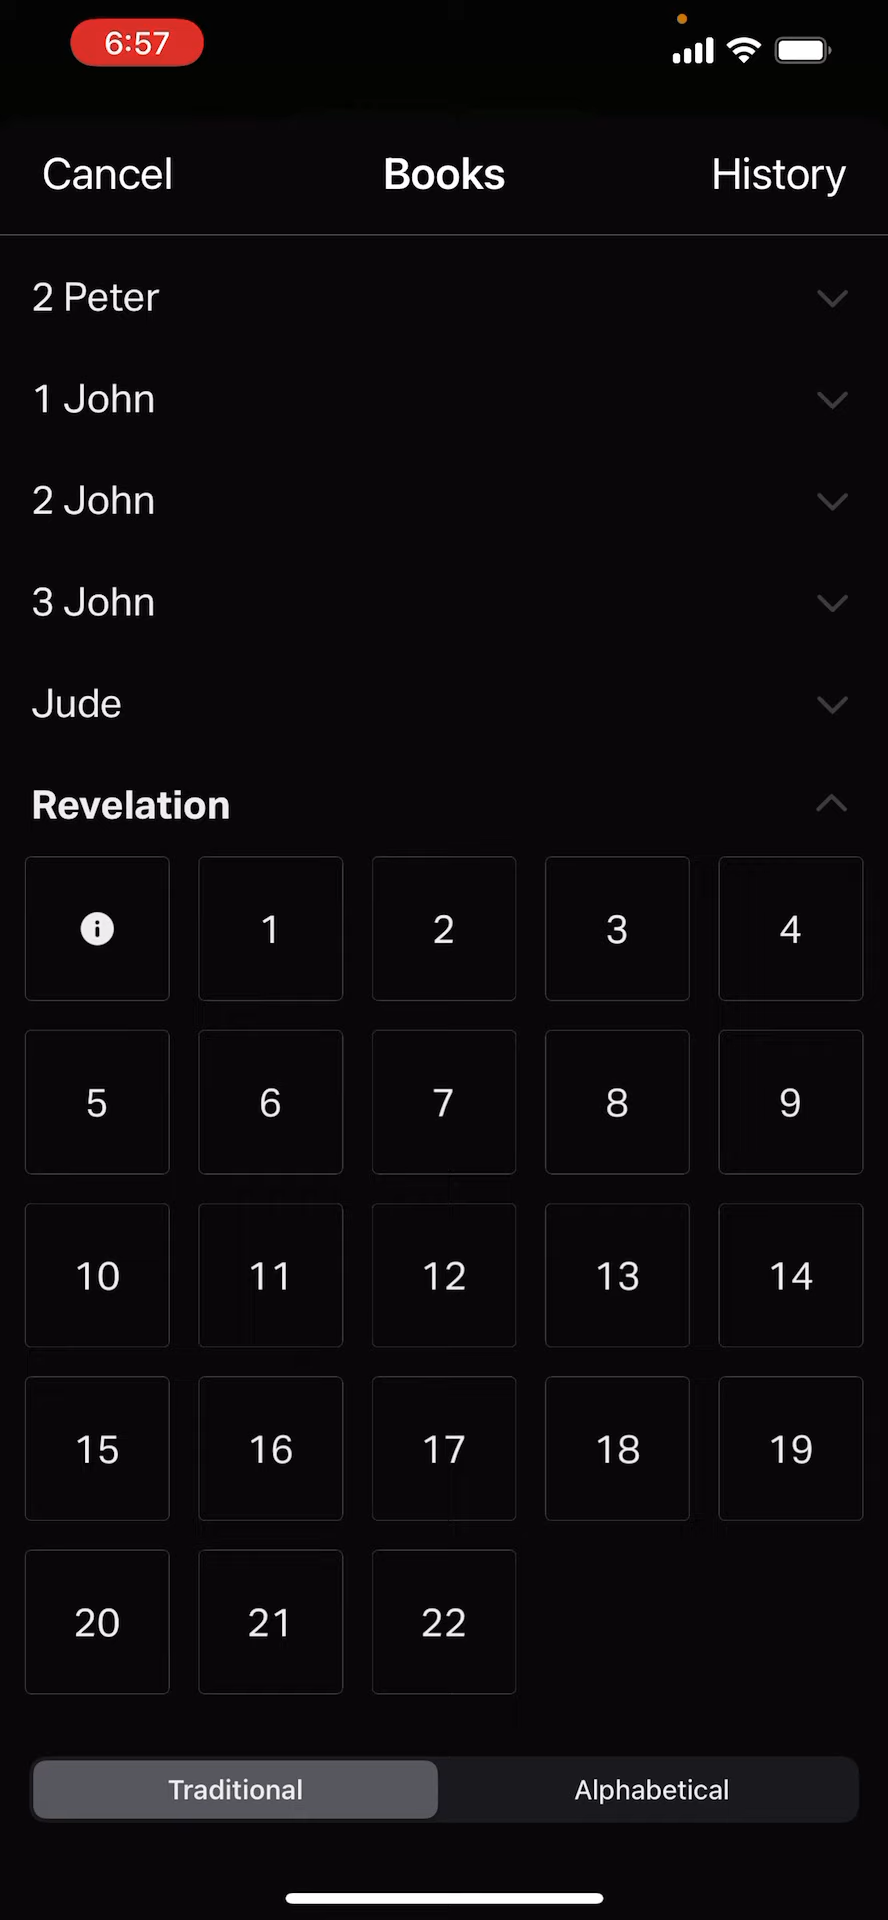 6:57
Cancel Books History
2 Peter
1 John
2 John
3 John
Jude
Revelation
1 2 3 4
5 6 7 8 9
10 11 12 13 14
15 16 17 18 19
20 21 22
Traditional Alphabetical